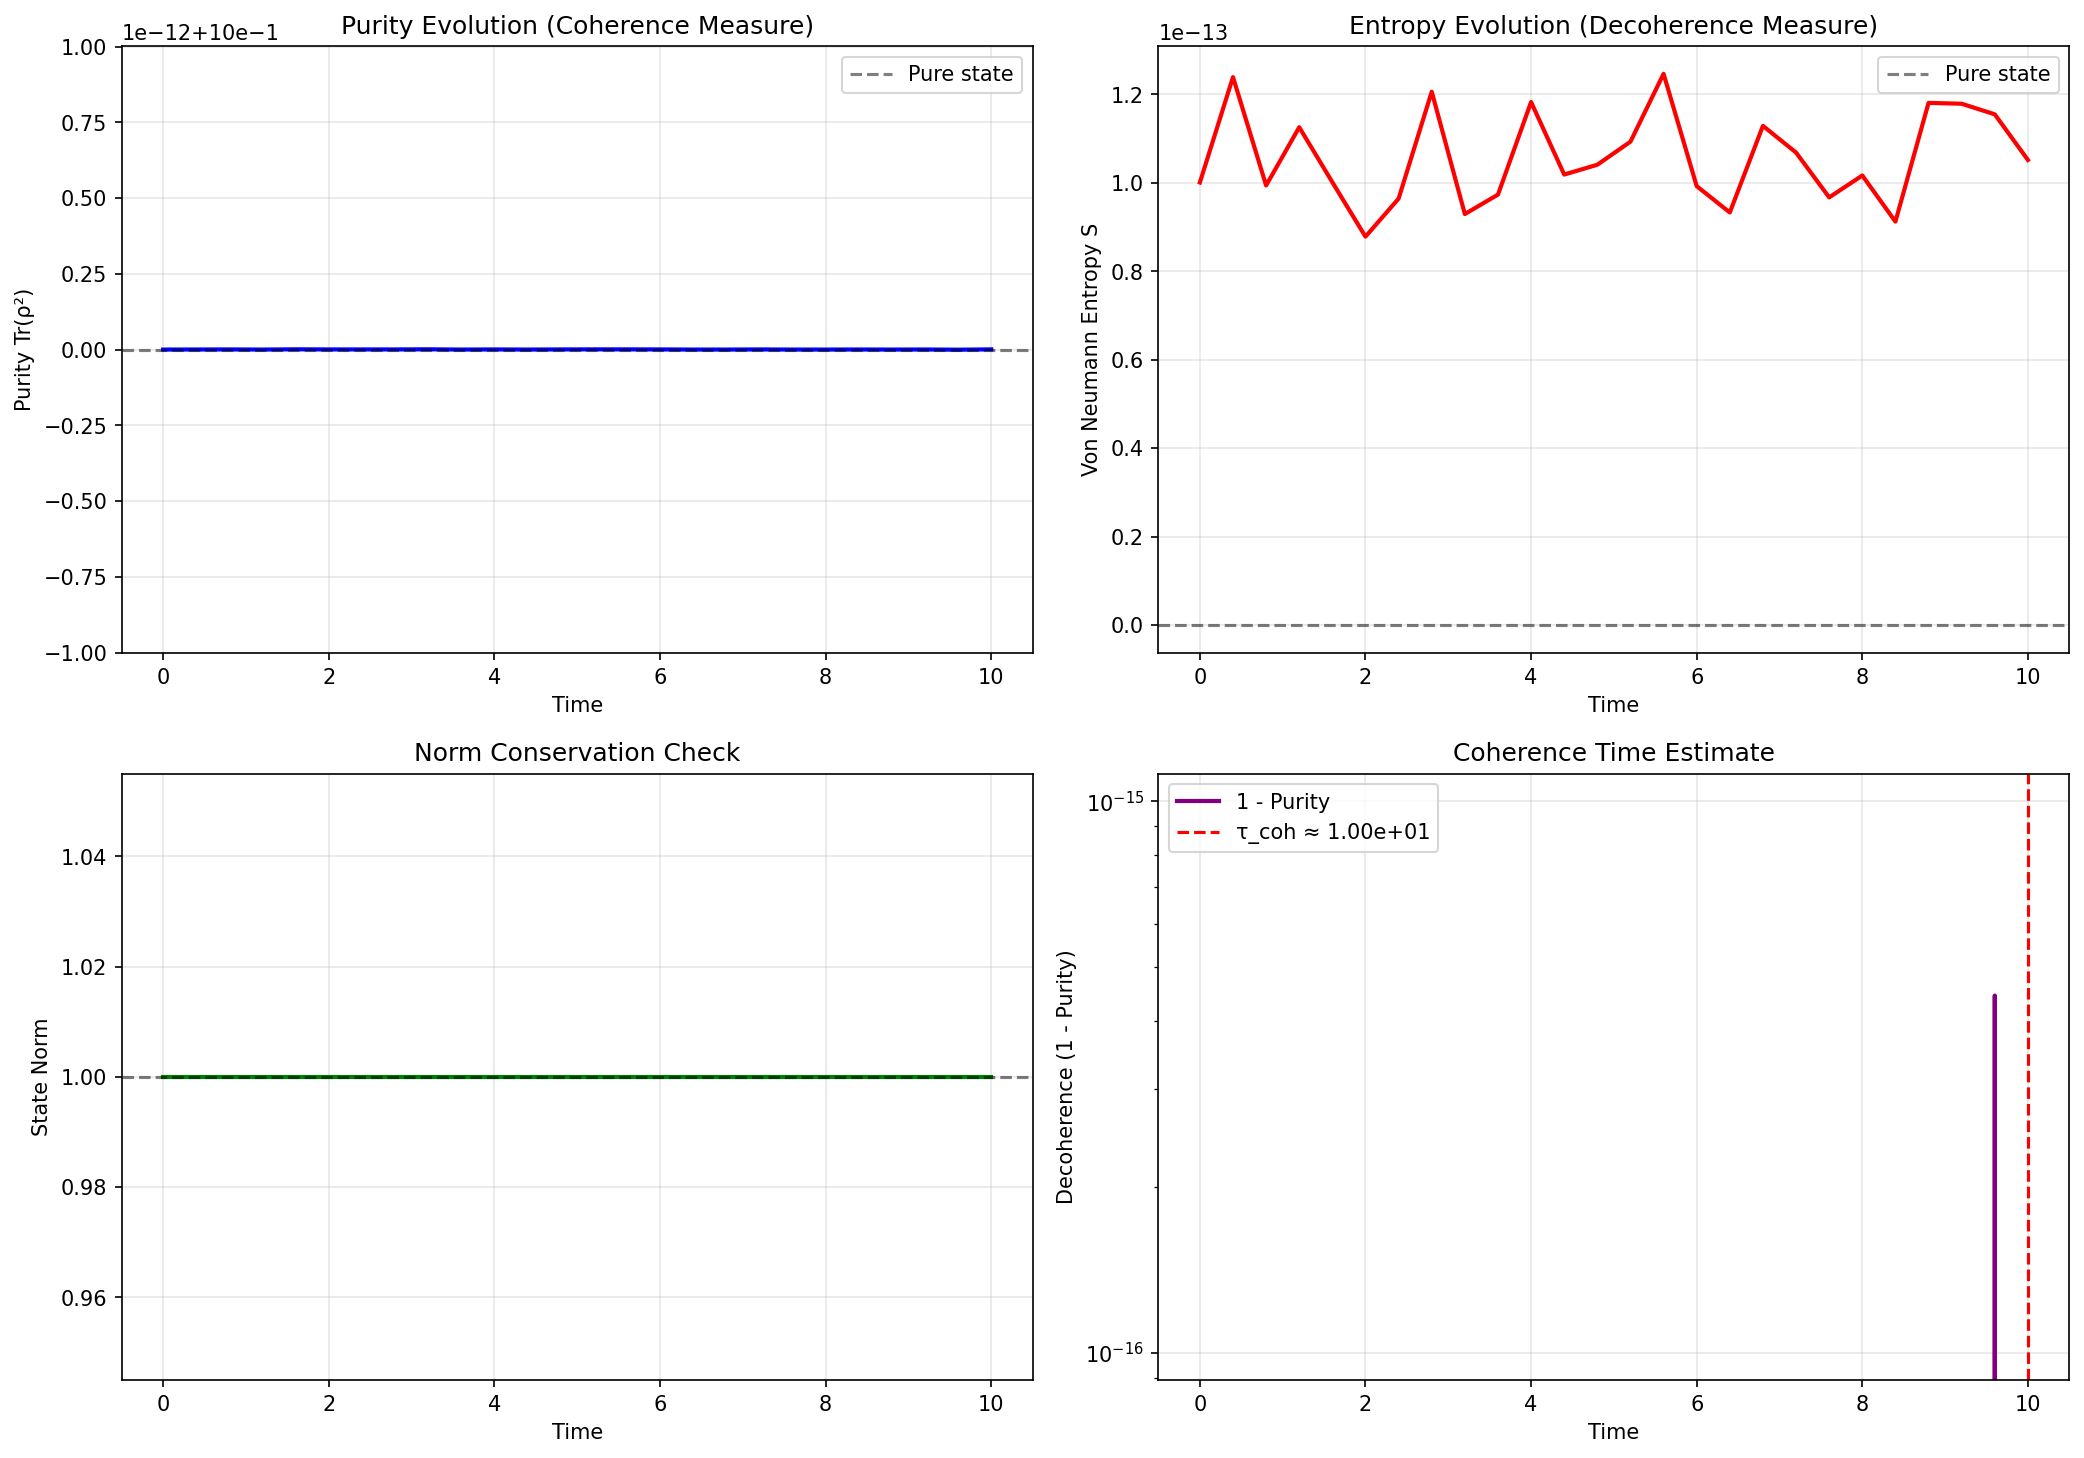 Purity Evolution (Coherence Measure)
1e−12+10e−1
Pure state
1.00
0.75
0.50
0.25
0.00
−0.25
−0.50
−0.75
−1.00
Purity Tr(ρ²)
0 2 4 6 8 10
Time
Entropy Evolution (Decoherence Measure)
1e−13
Pure state
1.2
1.0
0.8
0.6
0.4
0.2
0.0
Von Neumann Entropy S
0 2 4 6 8 10
Time
Norm Conservation Check
1.04
1.02
1.00
0.98
0.96
State Norm
0 2 4 6 8 10
Time
Coherence Time Estimate
1 - Purity
τ_coh ≈ 1.00e+01
10⁻¹⁵
10⁻¹⁶
Decoherence (1 - Purity)
0 2 4 6 8 10
Time